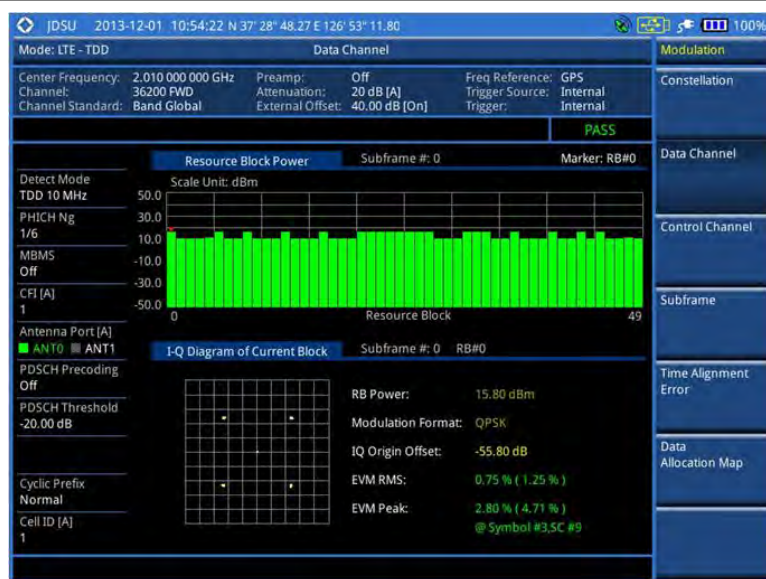 JDSU 2013-12-01 10:54:22 N 37' 28" 48.27 E 126' 53" 11.80 100%
Mode: LTE - TDD Data Channel Modulation
Center Frequency: 2.010 000 000 GHz Preamp: Off Freq Reference: GPS
Channel: 36200 FWD Attenuation: 20 dB [A] Trigger Source: Internal
Channel Standard: Band Global External Offset: 40.00 dB [On] Trigger: Internal
Constellation
PASS
Resource Block Power Subframe #: 0 Marker: RB#0
Data Channel
Detect Mode
TDD 10 MHz
Scale Unit: dBm
50.0
PHICH Ng
1/6
30.0
10.0
Control Channel
MBMS
Off
-10.0
-30.0
CFI [A]
1
-50.0
0 Resource Block 49
Subframe
Antenna Port [A]
ANT0 ANT1
I-Q Diagram of Current Block Subframe #: 0 RB#0
PDSCH Precoding
Off
Time Alignment
Error
RB Power: 15.80 dBm
PDSCH Threshold
-20.00 dB
Modulation Format: QPSK
IQ Origin Offset: -55.80 dB
Data
Allocation Map
Cyclic Prefix
Normal
EVM RMS: 0.75 % ( 1.25 % )
EVM Peak: 2.80 % ( 4.71 % )
@ Symbol #3,SC #9
Cell ID [A]
1